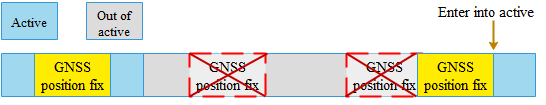 Active
Out of
active
Enter into active
GNSS
position fix
GNSS
position fix
GNSS
position fix
GNSS
position fix